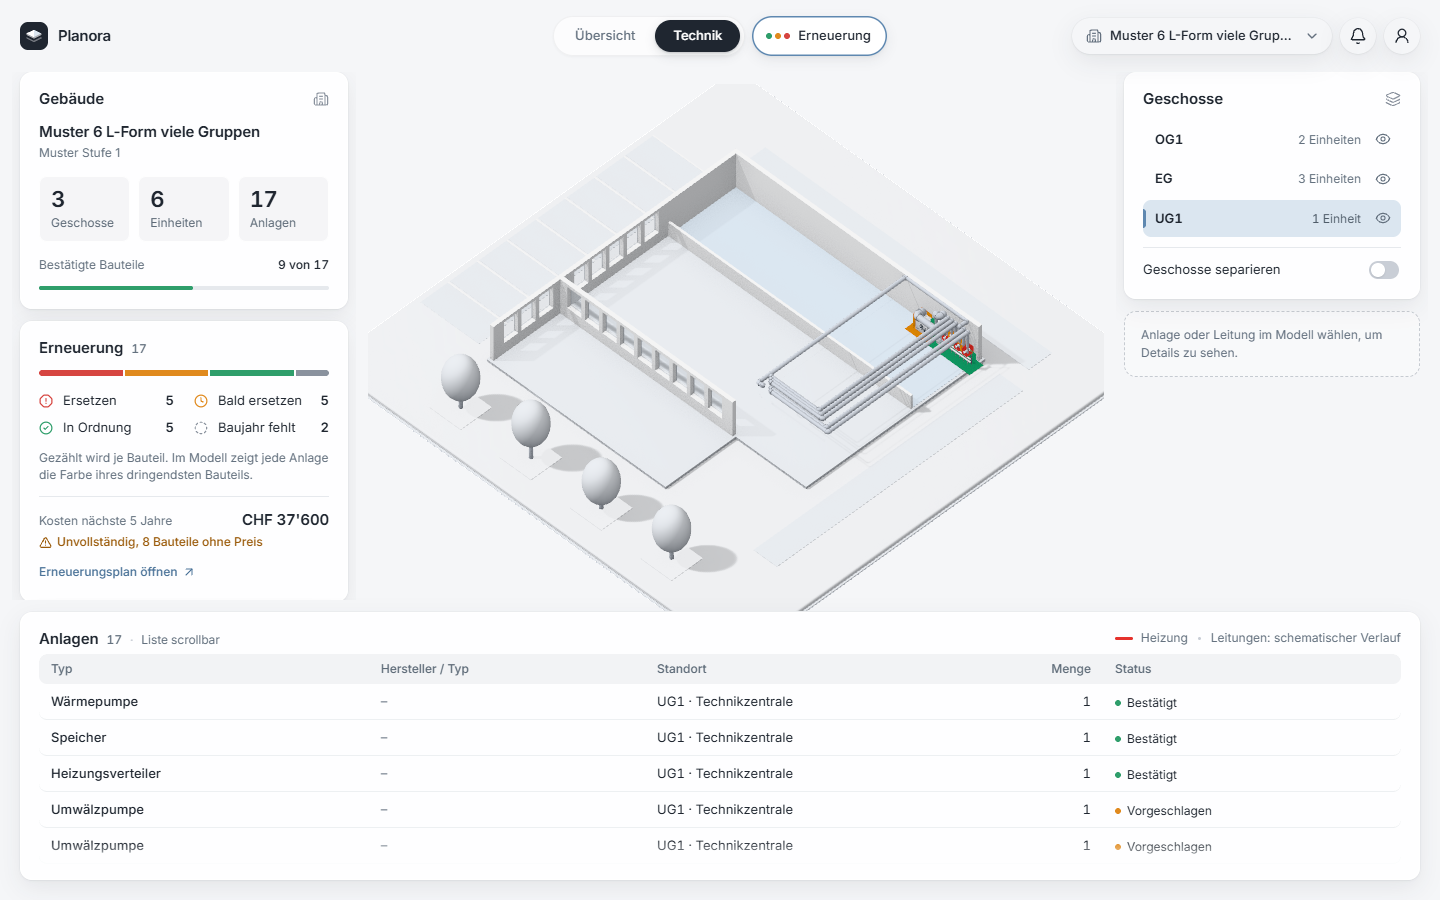 Planora
Übersicht
Technik
Erneuerung
Muster 6 L-Form viele Grup...
Gebäude
Muster 6 L-Form viele Gruppen
Muster Stufe 1
3 6 17
Geschosse Einheiten Anlagen
Bestätigte Bauteile 9 von 17
Erneuerung 17
Ersetzen 5 Bald ersetzen 5
In Ordnung 5 Baujahr fehlt 2
Gezählt wird je Bauteil. Im Modell zeigt jede Anlage
die Farbe ihres dringendsten Bauteils.
Kosten nächste 5 Jahre CHF 37'600
Unvollständig, 8 Bauteile ohne Preis
Erneuerungsplan öffnen
Geschosse
OG1 2 Einheiten
EG 3 Einheiten
UG1 1 Einheit
Geschosse separieren
Anlage oder Leitung im Modell wählen, um
Details zu sehen.
Anlagen 17 · Liste scrollbar
Heizung · Leitungen: schematischer Verlauf
Typ Hersteller / Typ Standort Menge Status
Wärmepumpe – UG1 · Technikzentrale 1 Bestätigt
Speicher – UG1 · Technikzentrale 1 Bestätigt
Heizungsverteiler – UG1 · Technikzentrale 1 Bestätigt
Umwälzpumpe – UG1 · Technikzentrale 1 Vorgeschlagen
Umwälzpumpe – UG1 · Technikzentrale 1 Vorgeschlagen